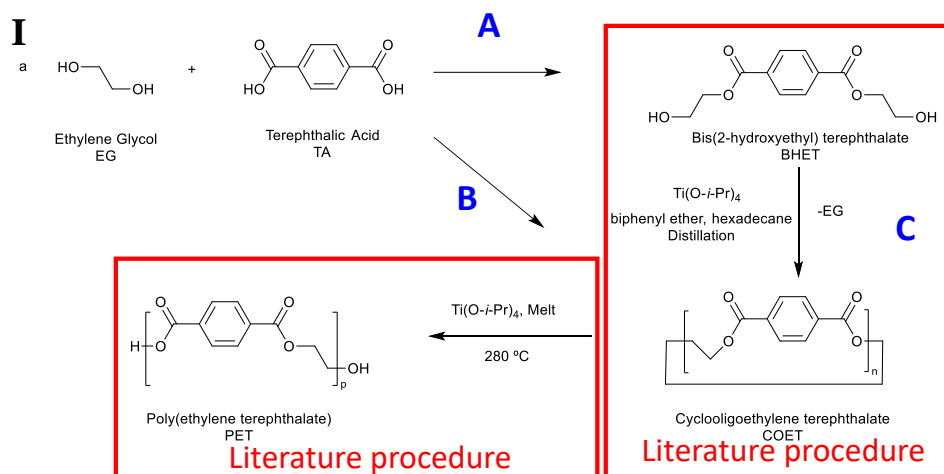 I
a
HO
OH
Ethylene Glycol
EG
+
O
O
OH
OH
Terephthalic Acid
TA
A
B
O
O
O
O
HO
OH
Bis(2-hydroxyethyl) terephthalate
BHET
Ti(O-i-Pr)4
biphenyl ether, hexadecane
Distillation
-EG
C
O
O
O
O
n
Cyclooligoethylene terephthalate
COET
Literature procedure
Ti(O-i-Pr)4, Melt
280 ºC
H
O
O
O
O
OH
p
Poly(ethylene terephthalate)
PET
Literature procedure